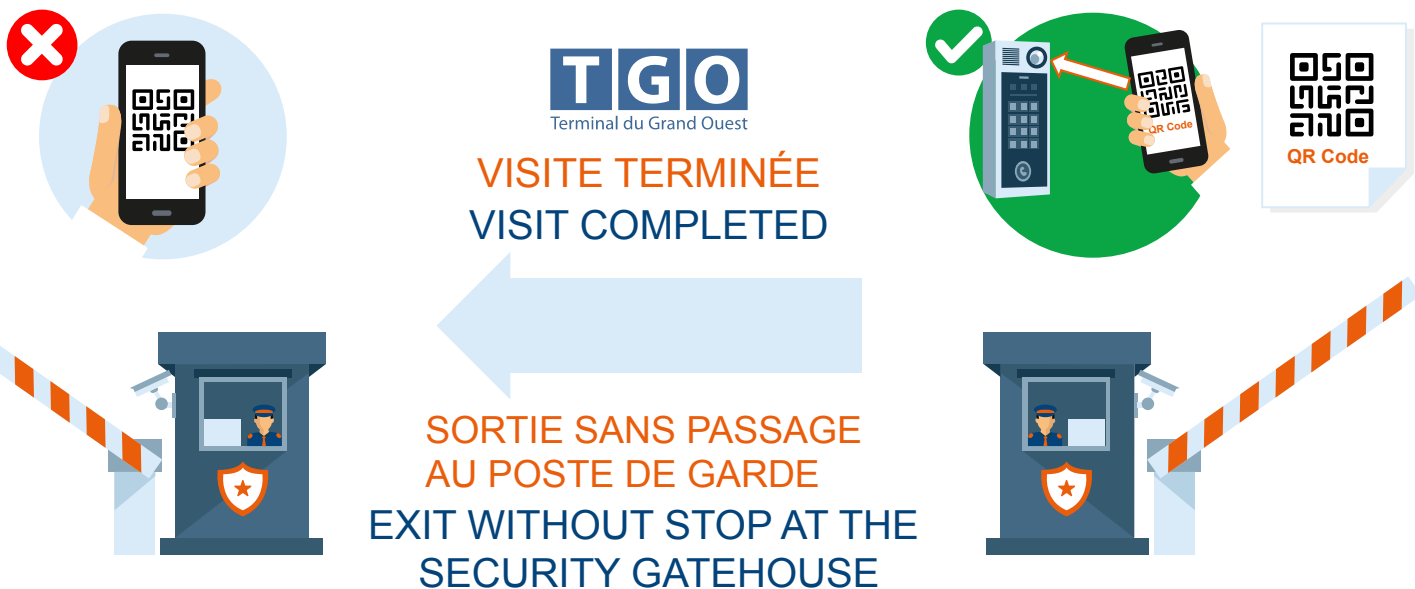 TGO
Terminal du Grand Ouest
VISITE TERMINÉE
VISIT COMPLETED
QR Code
QR Code
SORTIE SANS PASSAGE
AU POSTE DE GARDE
EXIT WITHOUT STOP AT THE
SECURITY GATEHOUSE